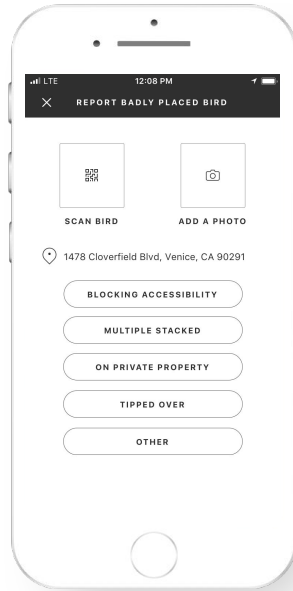 LTE 12:08 PM
REPORT BADLY PLACED BIRD
SCAN BIRD ADD A PHOTO
1478 Cloverfield Blvd, Venice, CA 90291
BLOCKING ACCESSIBILITY
MULTIPLE STACKED
ON PRIVATE PROPERTY
TIPPED OVER
OTHER